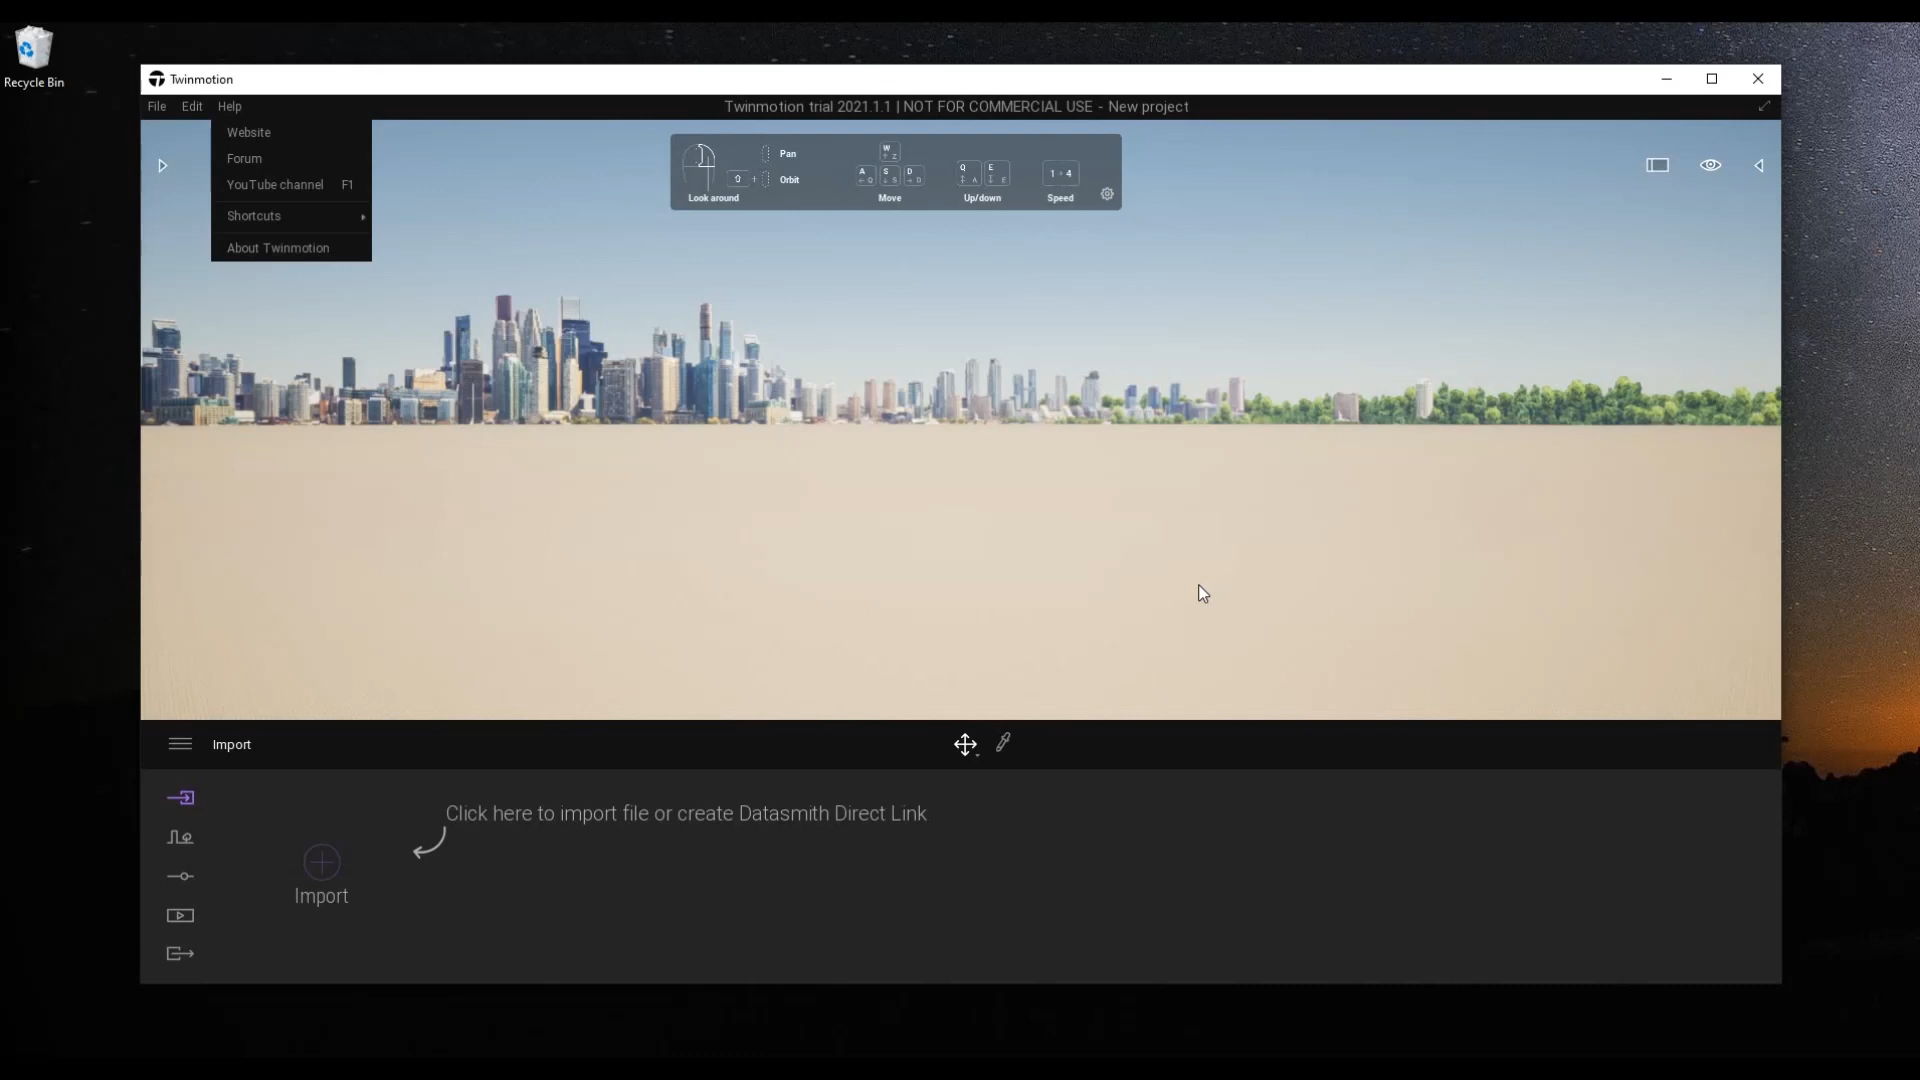 Recycle Bin
Twinmotion
File Edit Help
Twinmotion trial 2021.1.1 | NOT FOR COMMERCIAL USE - New project
Website
Forum
YouTube channel F1
Shortcuts
About Twinmotion
Pan
Orbit
Look around
W
Z
A S D
Q S D
Move
Q E
A E
Up/down
1 - 4
Speed
Import
Click here to import file or create Datasmith Direct Link
Import